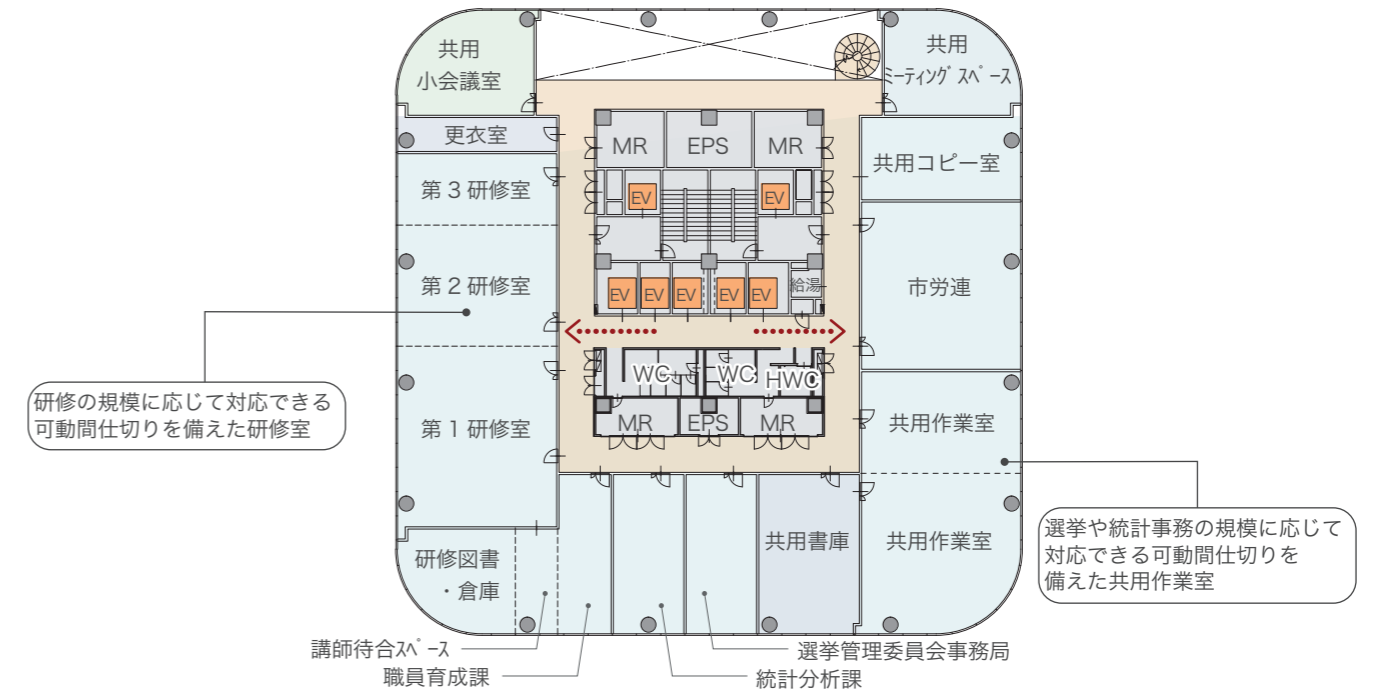 共用
小会議室
共用
ミーティングスペース
更衣室
MR
EPS
MR
共用コピー室
第3研修室
EV
EV
第2研修室
EV
EV
EV
EV
EV
給湯
市労連
研修の規模に応じて対応できる
可動間仕切りを備えた研修室
WC
WC
HWC
第1研修室
MR
EPS
MR
共用作業室
選挙や統計事務の規模に応じて
対応できる可動間仕切りを
備えた共用作業室
研修図書
・倉庫
共用書庫
共用作業室
講師待合スペース
職員育成課
選挙管理委員会事務局
統計分析課